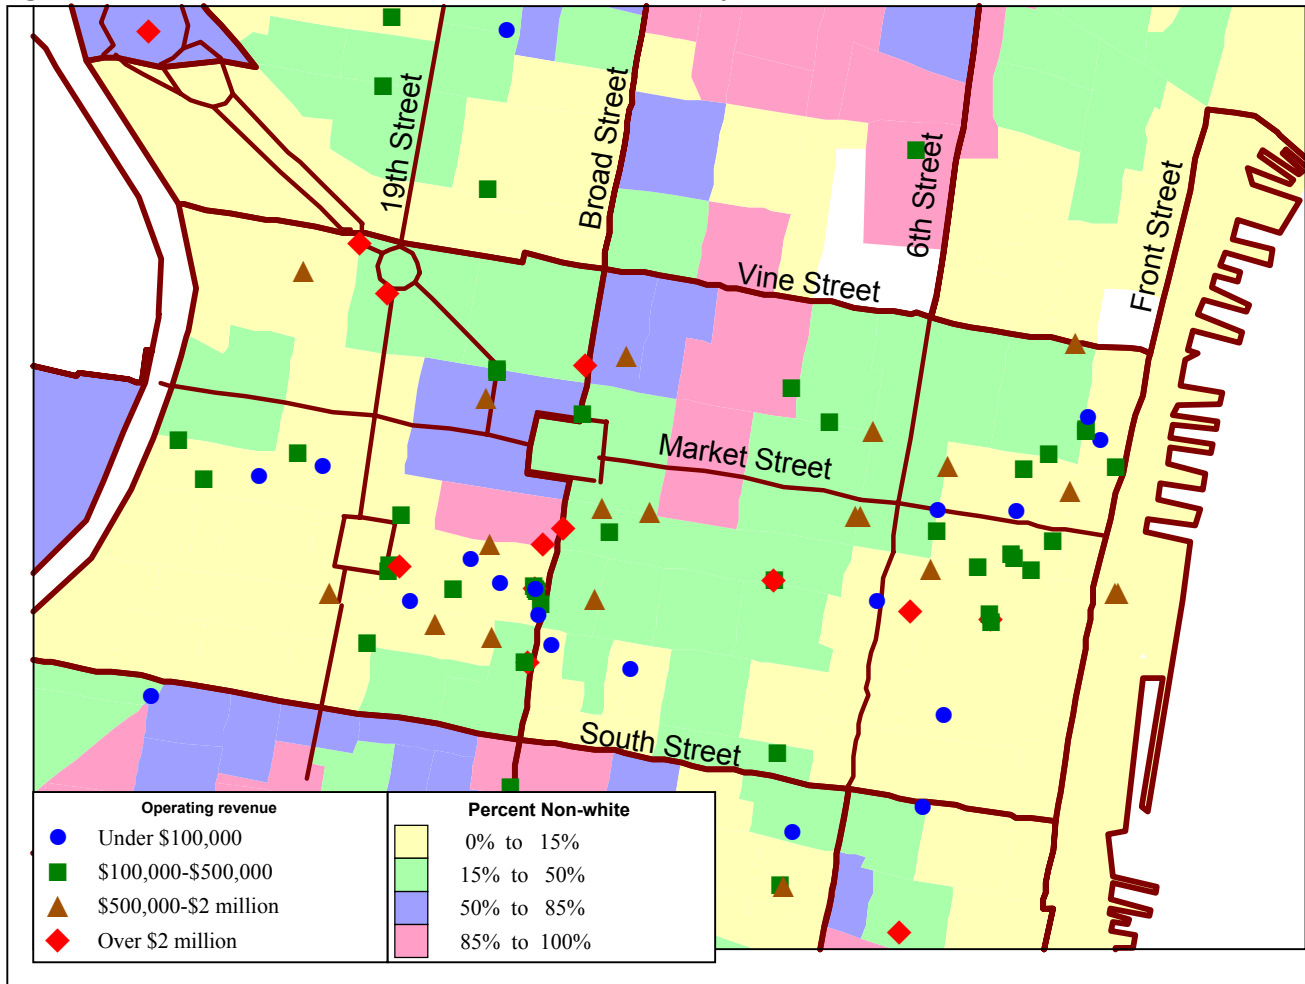 19th Street
Broad Street
6th Street
Front Street
Vine Street
Market Street
South Street
Operating revenue
Under $100,000
$100,000-$500,000
$500,000-$2 million
Over $2 million
Percent Non-white
0% to 15%
15% to 50%
50% to 85%
85% to 100%